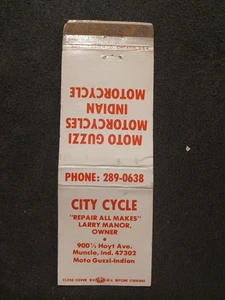 MOTO GUZZI
MOTORCYCLES
INDIAN
MOTORCYCLE
PHONE: 289-0638
CITY CYCLE
"REPAIR ALL MAKES"
LARRY MANOR,
OWNER
900½ Hoyt Ave.
Muncie, Ind. 47302
Moto Guzzi-Indian